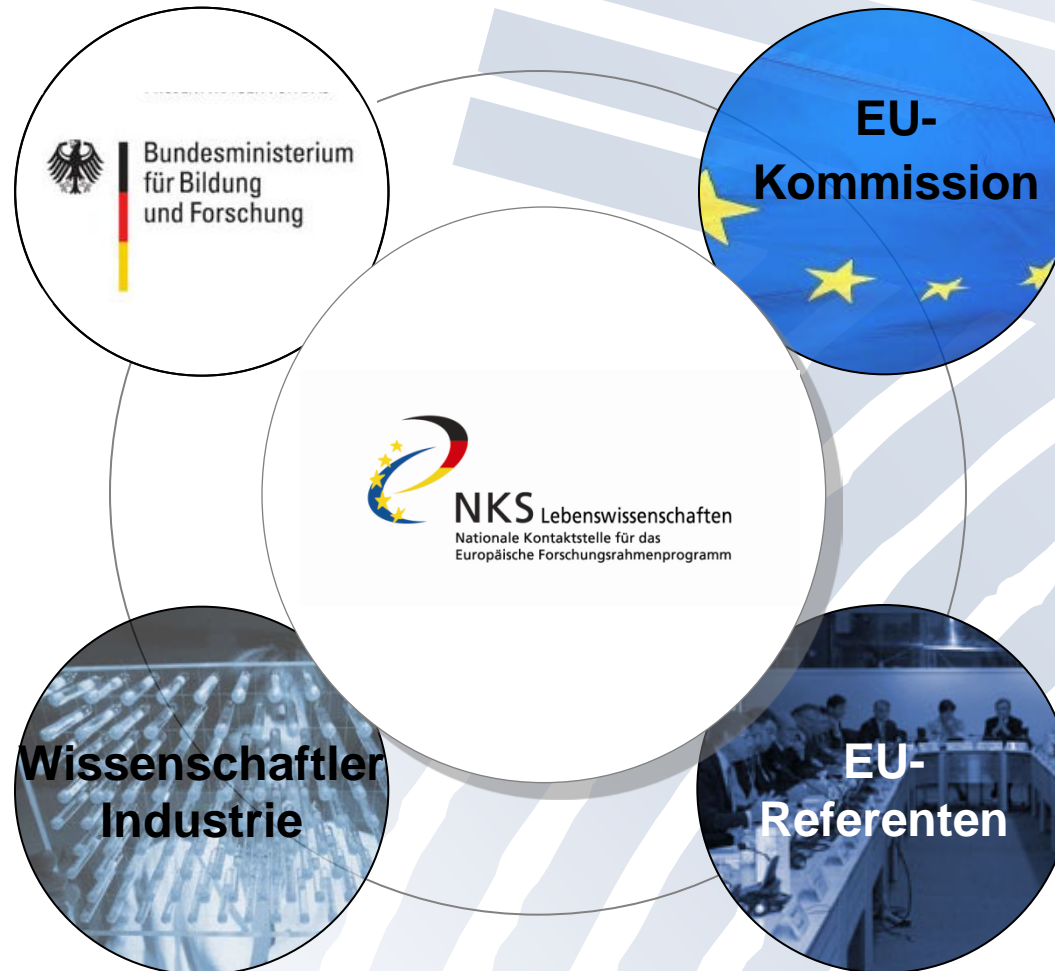 Bundesministerium
für Bildung
und Forschung
EU-
Kommission
NKS Lebenswissenschaften
Nationale Kontaktstelle für das
Europäische Forschungsrahmenprogramm
Wissenschaftler
Industrie
EU-
Referenten